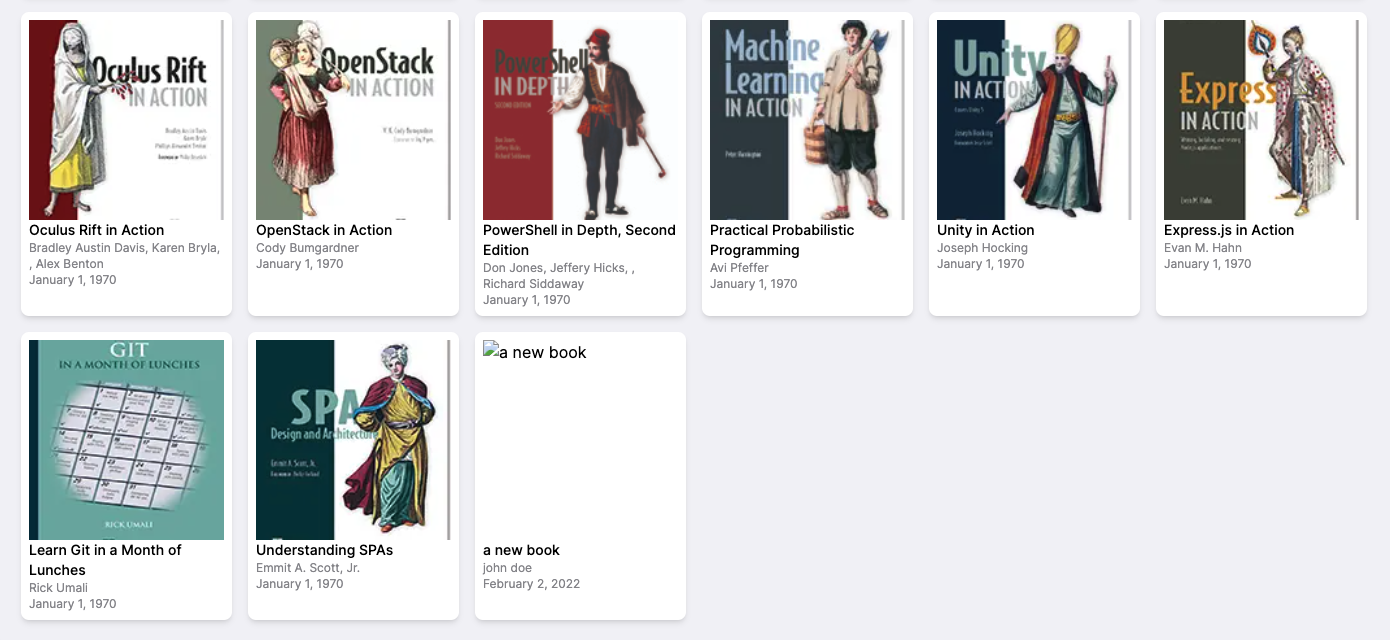 Oculus Rift
IN ACTION
Bradley Austin Davis
Karen Bryla
Phillips Alexander Benton
OpenStack
IN ACTION
V. K. Cody Bumgardner
PowerShell
IN DEPTH
SECOND EDITION
Don Jones
Jeffery Hicks
Richard Siddaway
Machine
Learning
IN ACTION
Peter Harrington
Unity
IN ACTION
Joseph Hocking
Express
IN ACTION
Writing, building, and testing
Node.js applications
Evan M. Hahn
Oculus Rift in Action
Bradley Austin Davis, Karen Bryla,
, Alex Benton
January 1, 1970
OpenStack in Action
Cody Bumgardner
January 1, 1970
PowerShell in Depth, Second
Edition
Don Jones, Jeffery Hicks, ,
Richard Siddaway
January 1, 1970
Practical Probabilistic
Programming
Avi Pfeffer
January 1, 1970
Unity in Action
Joseph Hocking
January 1, 1970
Express.js in Action
Evan M. Hahn
January 1, 1970
GIT
IN A MONTH OF LUNCHES
RICK UMALI
SPA
Design and Architecture
Emmit A. Scott, Jr.
a new book
Learn Git in a Month of
Lunches
Rick Umali
January 1, 1970
Understanding SPAs
Emmit A. Scott, Jr.
January 1, 1970
a new book
john doe
February 2, 2022